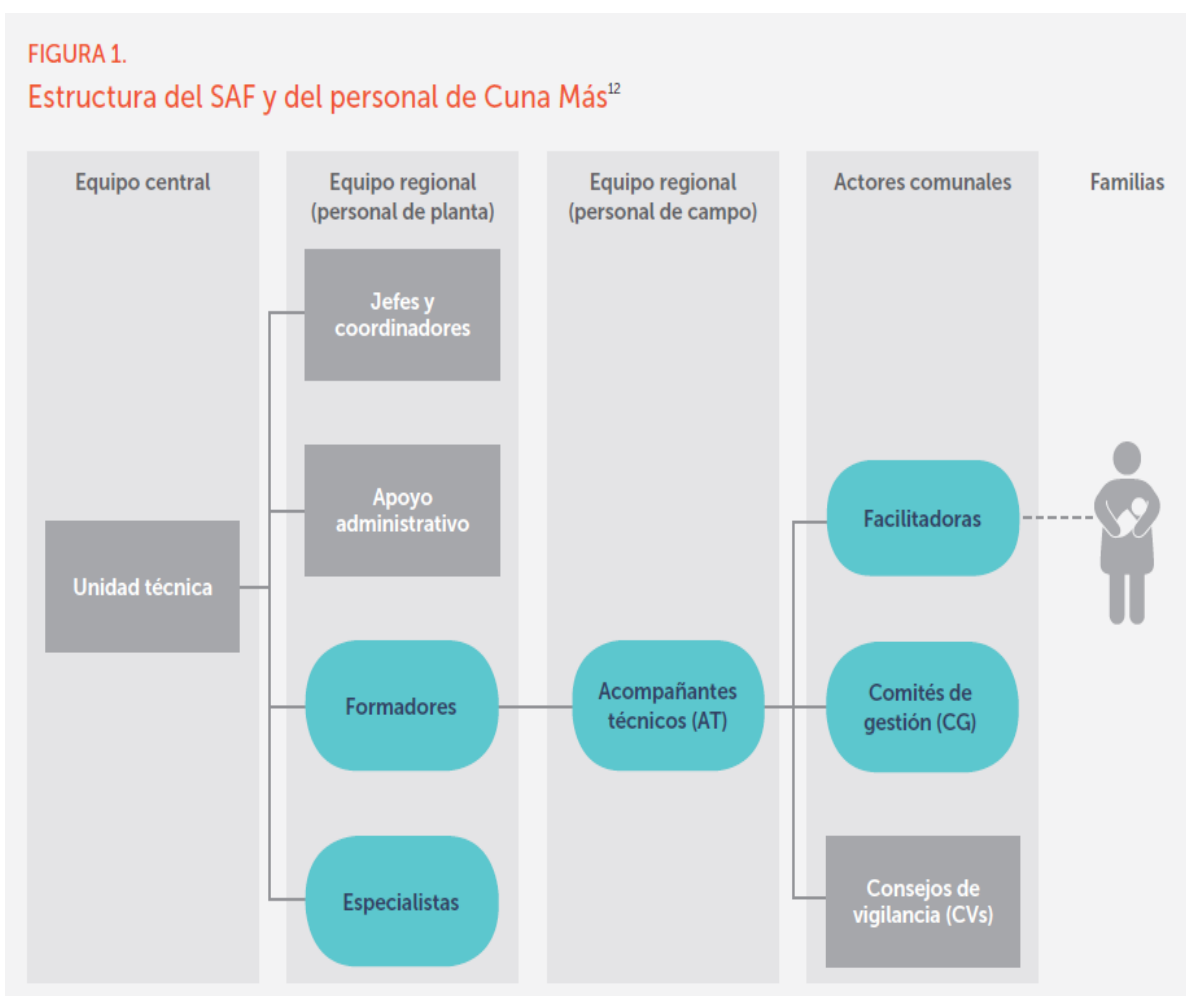 FIGURA 1.
Estructura del SAF y del personal de Cuna Más12
Equipo central
Equipo regional
(personal de planta)
Equipo regional
(personal de campo)
Actores comunales
Familias
Jefes y
coordinadores
Apoyo
administrativo
Facilitadoras
Unidad técnica
Formadores
Acompañantes
técnicos (AT)
Comités de
gestión (CG)
Especialistas
Consejos de
vigilancia (CVs)